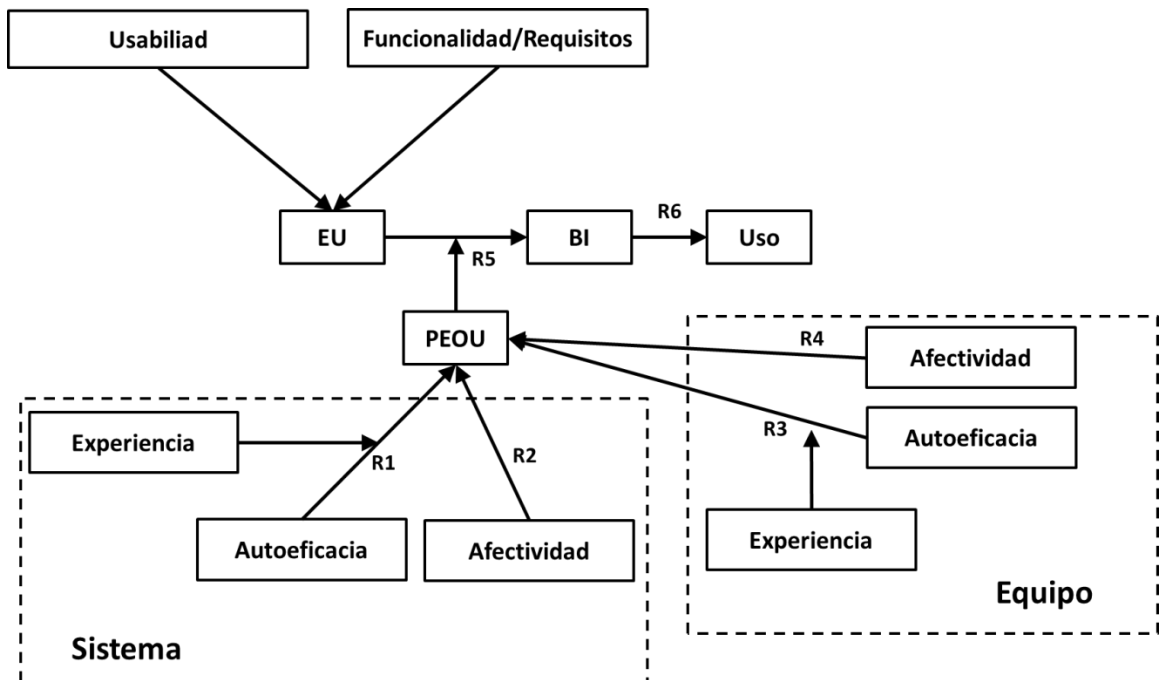 Usabiliad
Funcionalidad/Requisitos
EU
BI
R6
Uso
R5
PEOU
R4
Afectividad
Experiencia
R1
R2
R3
Autoeficacia
Autoeficacia
Afectividad
Experiencia
Equipo
Sistema